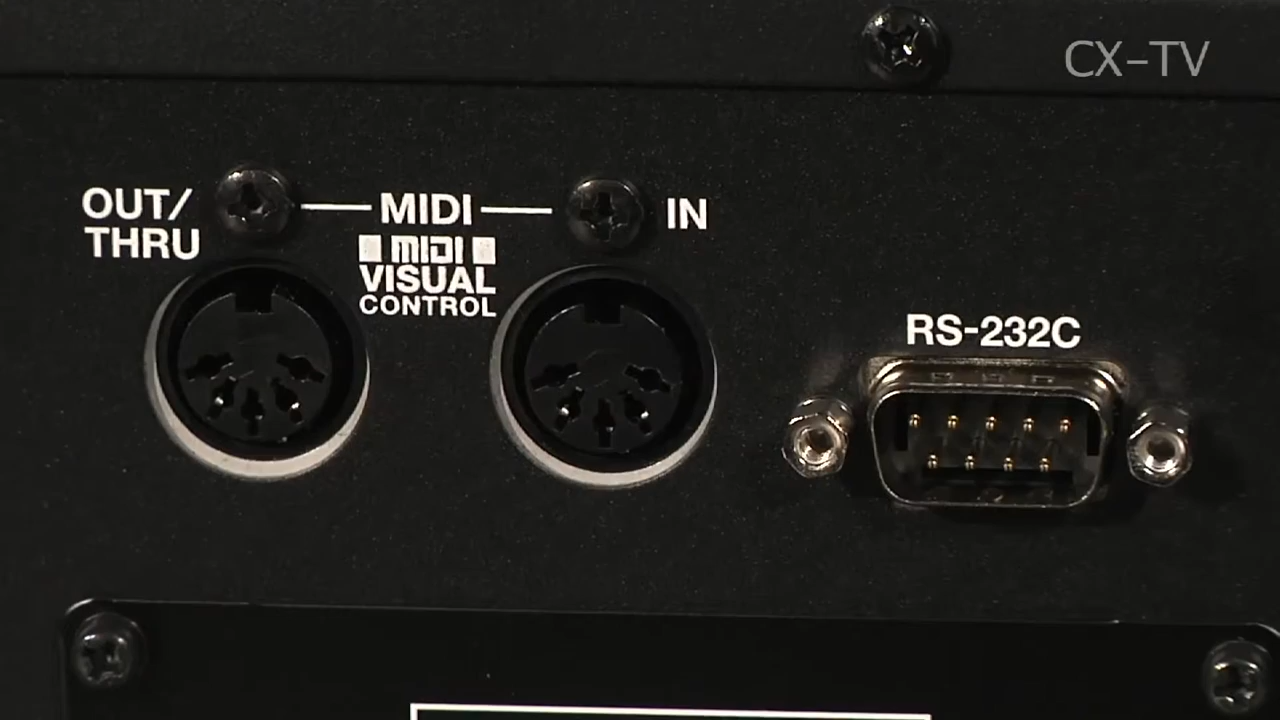 CX-TV
OUT/
THRU
MIDI
IN
MIDI
VISUAL
CONTROL
RS-232C